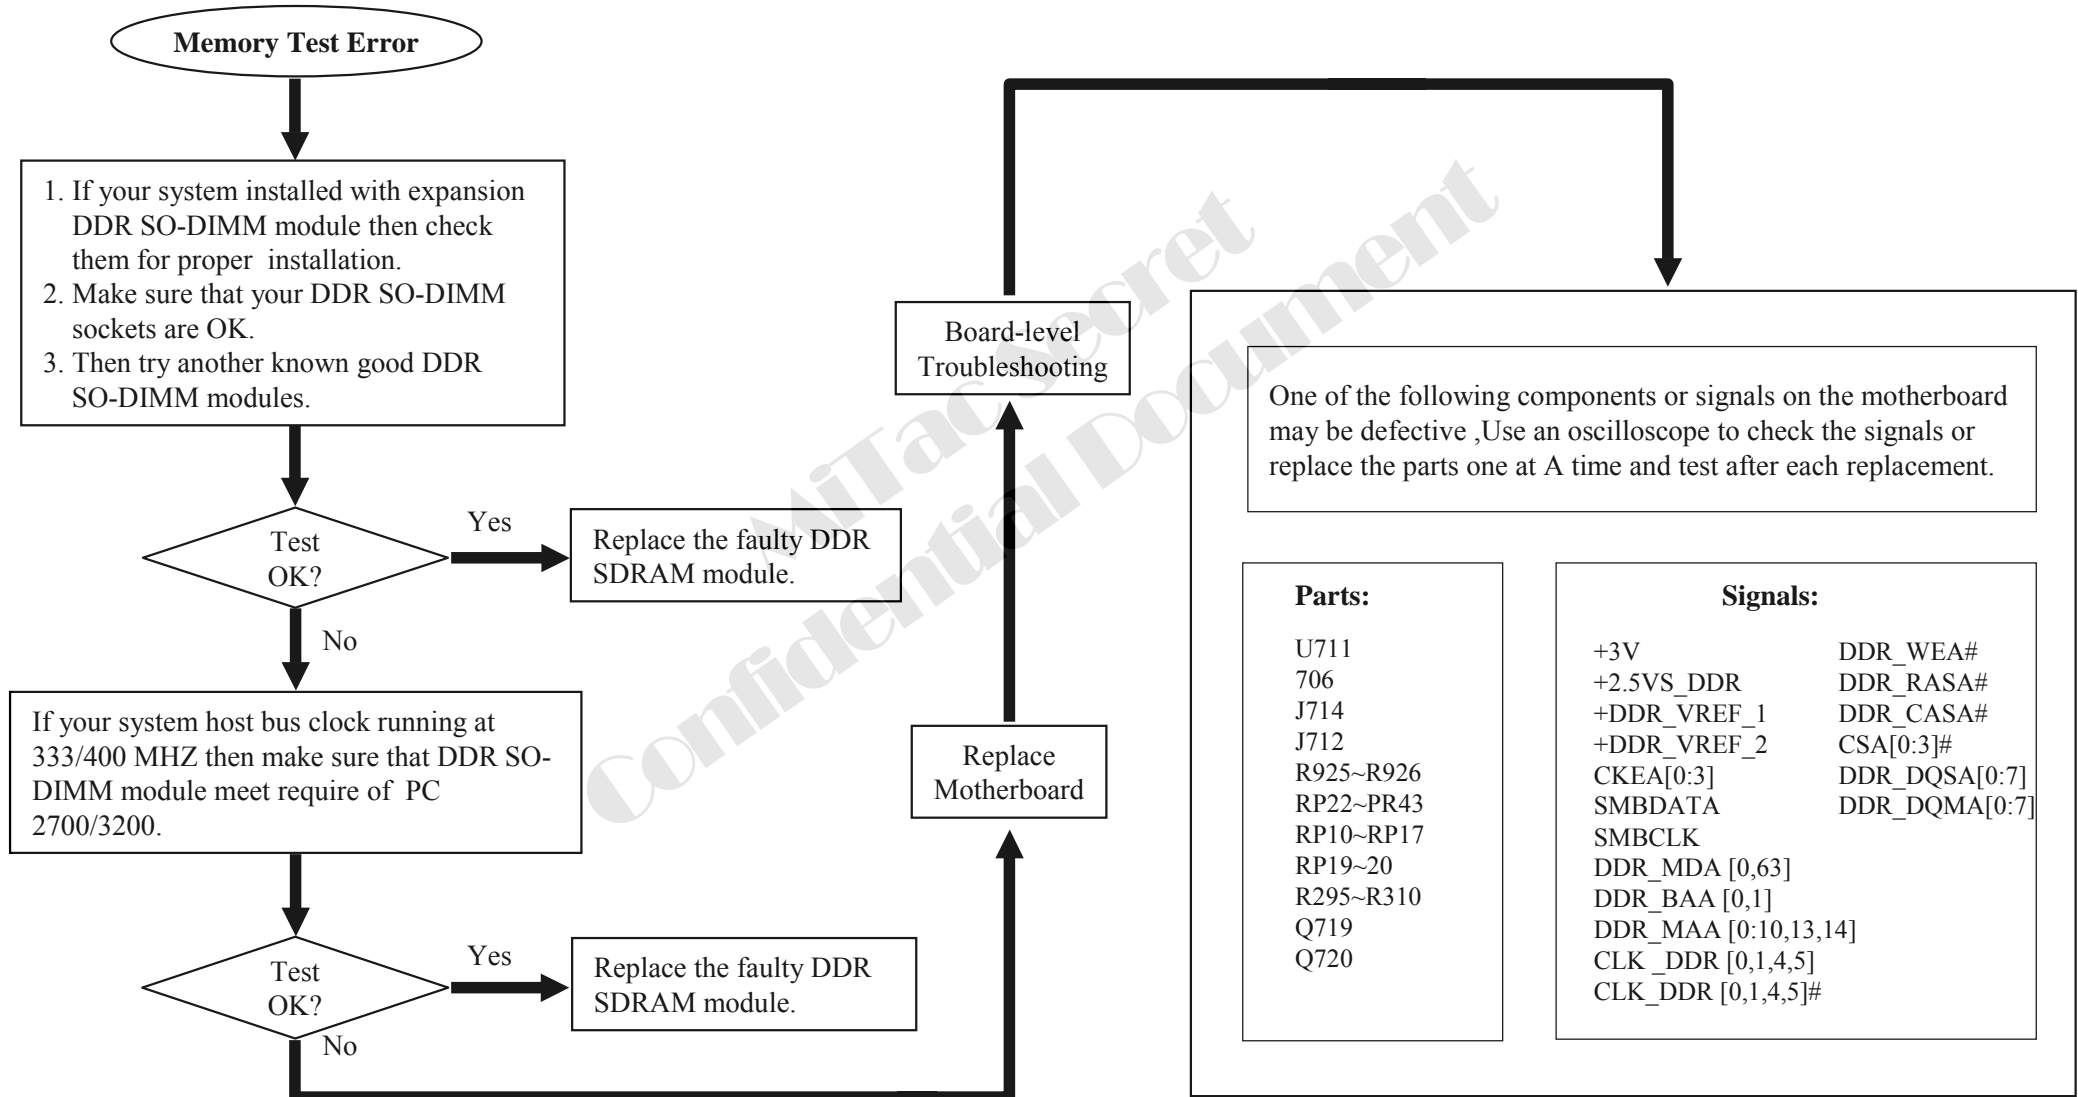 Memory Test Error
1. If your system installed with expansion
DDR SO-DIMM module then check
them for proper installation.
2. Make sure that your DDR SO-DIMM
sockets are OK.
3. Then try another known good DDR
SO-DIMM modules.
Test
OK?
Yes
Replace the faulty DDR
SDRAM module.
No
If your system host bus clock running at
333/400 MHZ then make sure that DDR SO-
DIMM module meet require of PC
2700/3200.
Test
OK?
Yes
Replace the faulty DDR
SDRAM module.
No
Replace
Motherboard
Board-level
Troubleshooting
One of the following components or signals on the motherboard
may be defective ,Use an oscilloscope to check the signals or
replace the parts one at A time and test after each replacement.
Parts:
U711
706
J714
J712
R925~R926
RP22~PR43
RP10~RP17
RP19~20
R295~R310
Q719
Q720
Signals:
+3V
+2.5VS_DDR
+DDR_VREF_1
+DDR_VREF_2
CKEA[0:3]
SMBDATA
SMBCLK
DDR_MDA [0,63]
DDR_BAA [0,1]
DDR_MAA [0:10,13,14]
CLK _DDR [0,1,4,5]
CLK_DDR [0,1,4,5]#
DDR_WEA#
DDR_RASA#
DDR_CASA#
CSA[0:3]#
DDR_DQSA[0:7]
DDR_DQMA[0:7]
MiTac Secret
Confidential Document